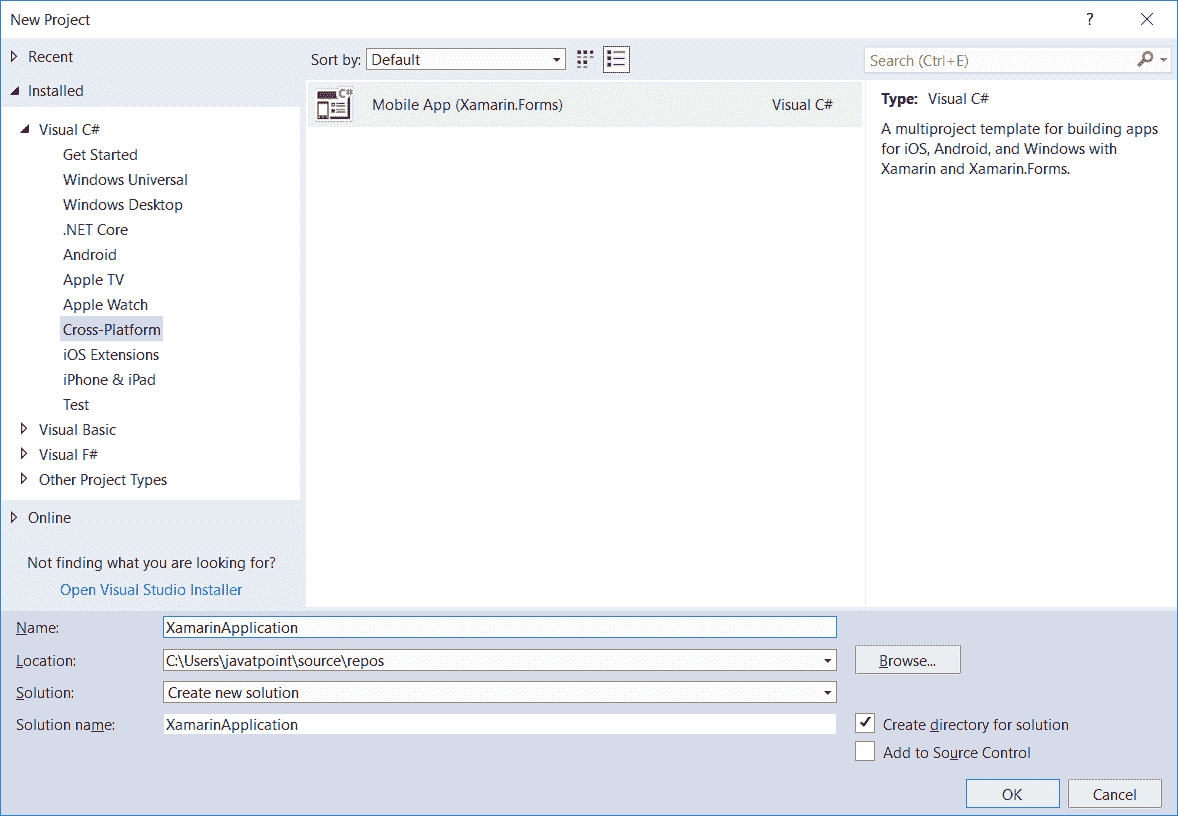 New Project
?
Recent
Installed
Visual C#
Get Started
Windows Universal
Windows Desktop
.NET Core
Android
Apple TV
Apple Watch
Cross-Platform
iOS Extensions
iPhone & iPad
Test
Visual Basic
Visual F#
Other Project Types
Online
Not finding what you are looking for?
Open Visual Studio Installer
Sort by: Default
C#
Mobile App (Xamarin.Forms) Visual C#
Search (Ctrl+E)
Type: Visual C#
A multiproject template for building apps
for iOS, Android, and Windows with
Xamarin and Xamarin.Forms.
Name: XamarinApplication
Location: C:\Users\javatpoint\source\repos
Browse...
Solution: Create new solution
Solution name: XamarinApplication
Create directory for solution
Add to Source Control
OK Cancel